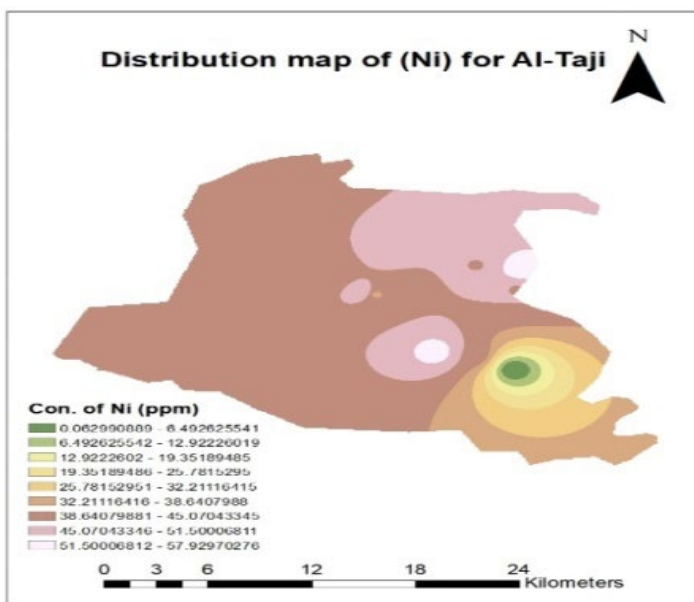 N
Distribution map of (Ni) for Al-Taji
Con. of Ni (ppm)
0.062990889 - 6.492625541
6.492625542 - 12.92226019
12.9222602 - 19.35189485
19.35189486 - 25.7815295
25.78152951 - 32.21116415
32.21116416 - 38.6407988
38.64079881 - 45.07043345
45.07043346 - 51.50006811
51.50006812 - 57.92970276
0 3 6 12 18 24
Kilometers